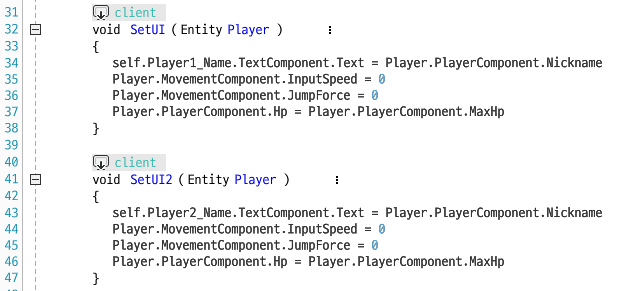 31 client
32 void SetUI ( Entity Player )
33 {
34 self.Player1_Name.TextComponent.Text = Player.PlayerComponent.Nickname
35 Player.MovementComponent.InputSpeed = 0
36 Player.MovementComponent.JumpForce = 0
37 Player.PlayerComponent.Hp = Player.PlayerComponent.MaxHp
38 }
39
40 client
41 void SetUI2 ( Entity Player )
42 {
43 self.Player2_Name.TextComponent.Text = Player.PlayerComponent.Nickname
44 Player.MovementComponent.InputSpeed = 0
45 Player.MovementComponent.JumpForce = 0
46 Player.PlayerComponent.Hp = Player.PlayerComponent.MaxHp
47 }